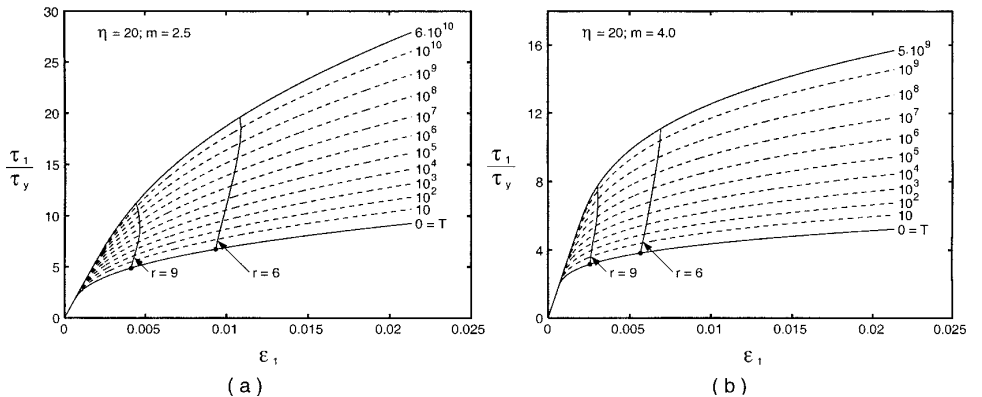 η = 20; m = 2.5
30
25
20
15
10
5
0
τ₁
τy
6·10¹⁰
10¹⁰
10⁹
10⁸
10⁷
10⁶
10⁵
10⁴
10³
10²
10
0 = T
r = 9
r = 6
0 0.005 0.01 0.015 0.02 0.025
ε₁
(a)
η = 20; m = 4.0
16
12
8
4
0
τ₁
τy
5·10⁹
10⁹
10⁸
10⁷
10⁶
10⁵
10⁴
10³
10²
10
0 = T
r = 9
r = 6
0 0.005 0.01 0.015 0.02 0.025
ε₁
(b)